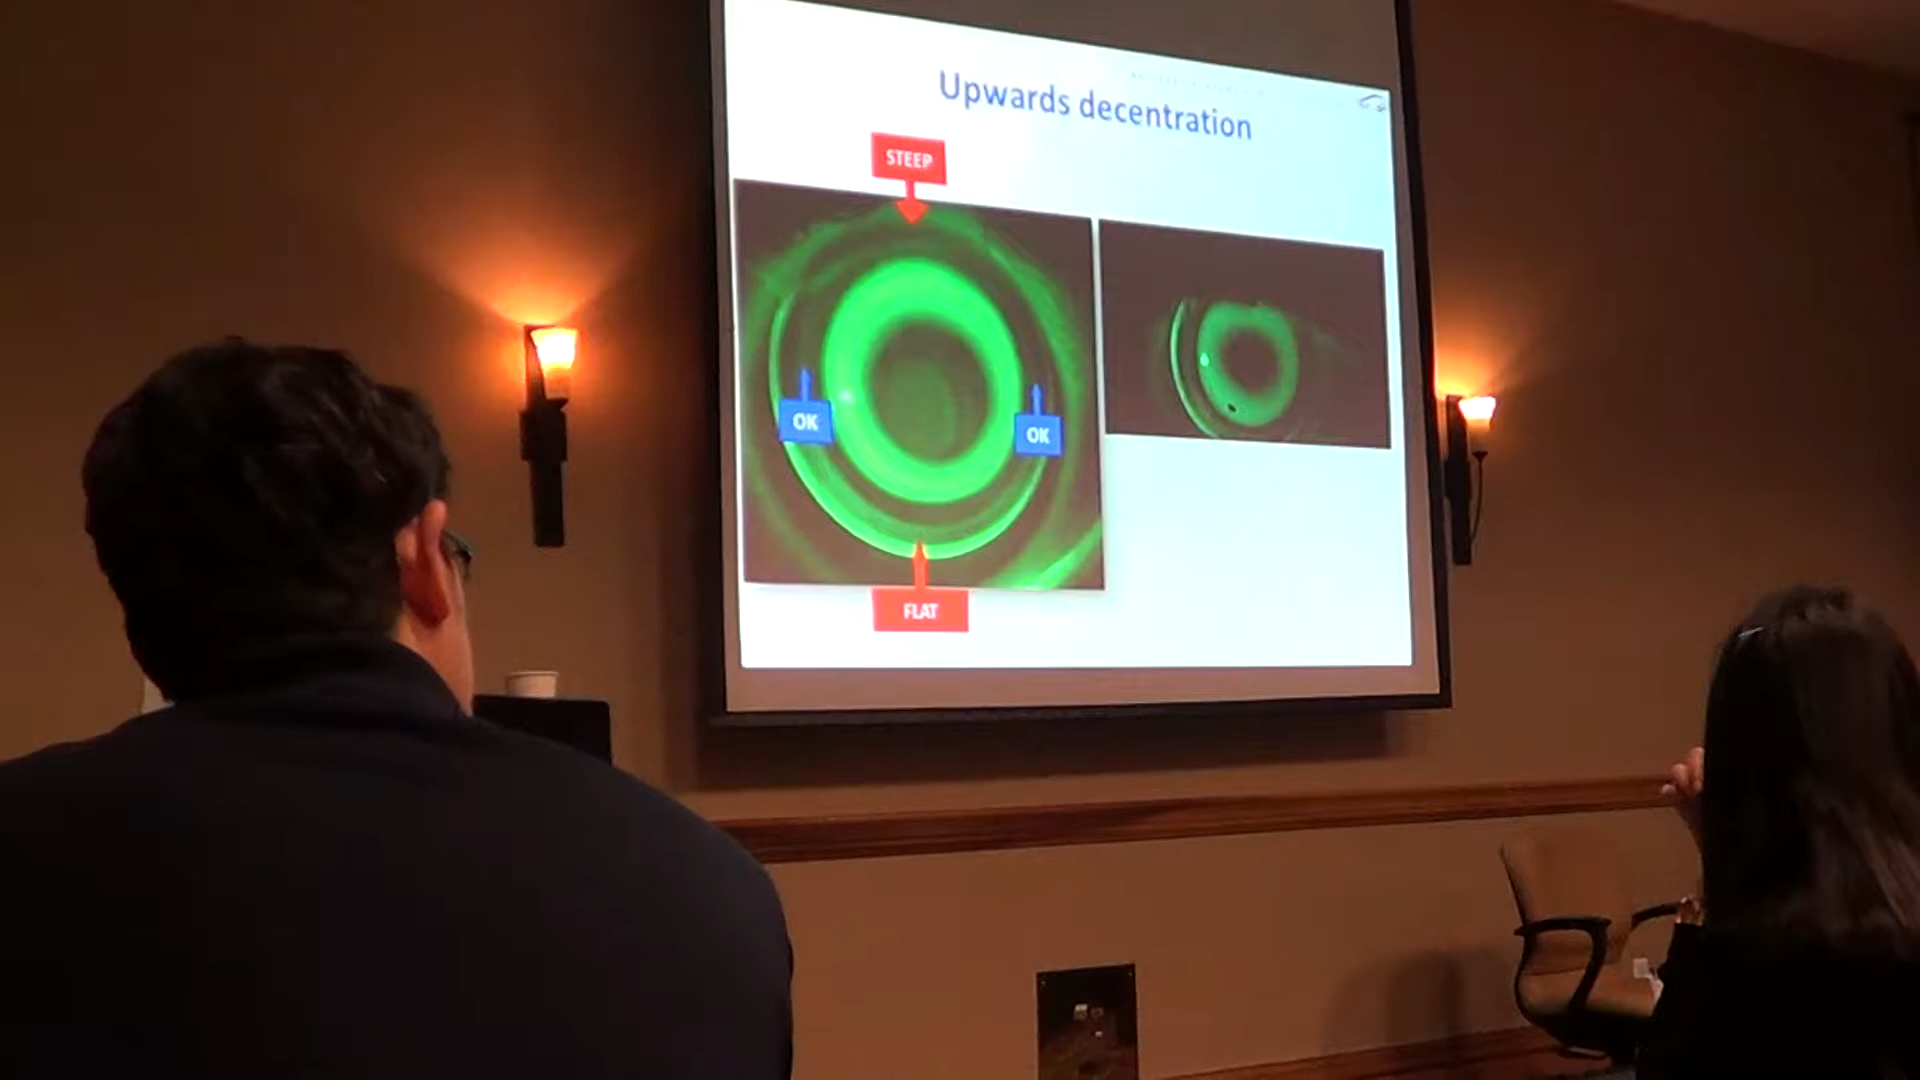 Upwards decentration
STEEP
OK
OK
FLAT